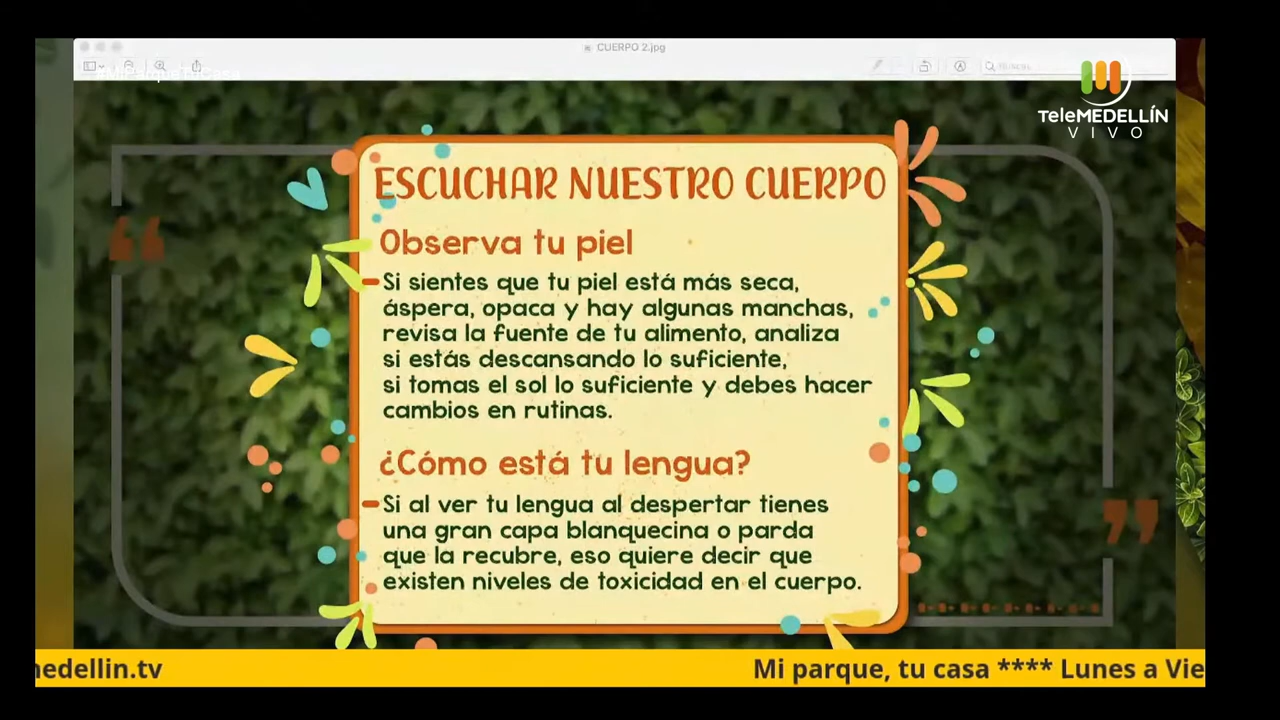 CUERPO 2.jpg
Buscar
TeleMEDELLÍN
VIVO
ESCUCHAR NUESTRO CUERPO
Observa tu piel
Si sientes que tu piel está más seca,
áspera, opaca y hay algunas manchas,
revisa la fuente de tu alimento, analiza
si estás descansando lo suficiente,
si tomas el sol lo suficiente y debes hacer
cambios en rutinas.
¿Cómo está tu lengua?
Si al ver tu lengua al despertar tienes
una gran capa blanquecina o parda
que la recubre, eso quiere decir que
existen niveles de toxicidad en el cuerpo.
medellin.tv
Mi parque, tu casa **** Lunes a Vie